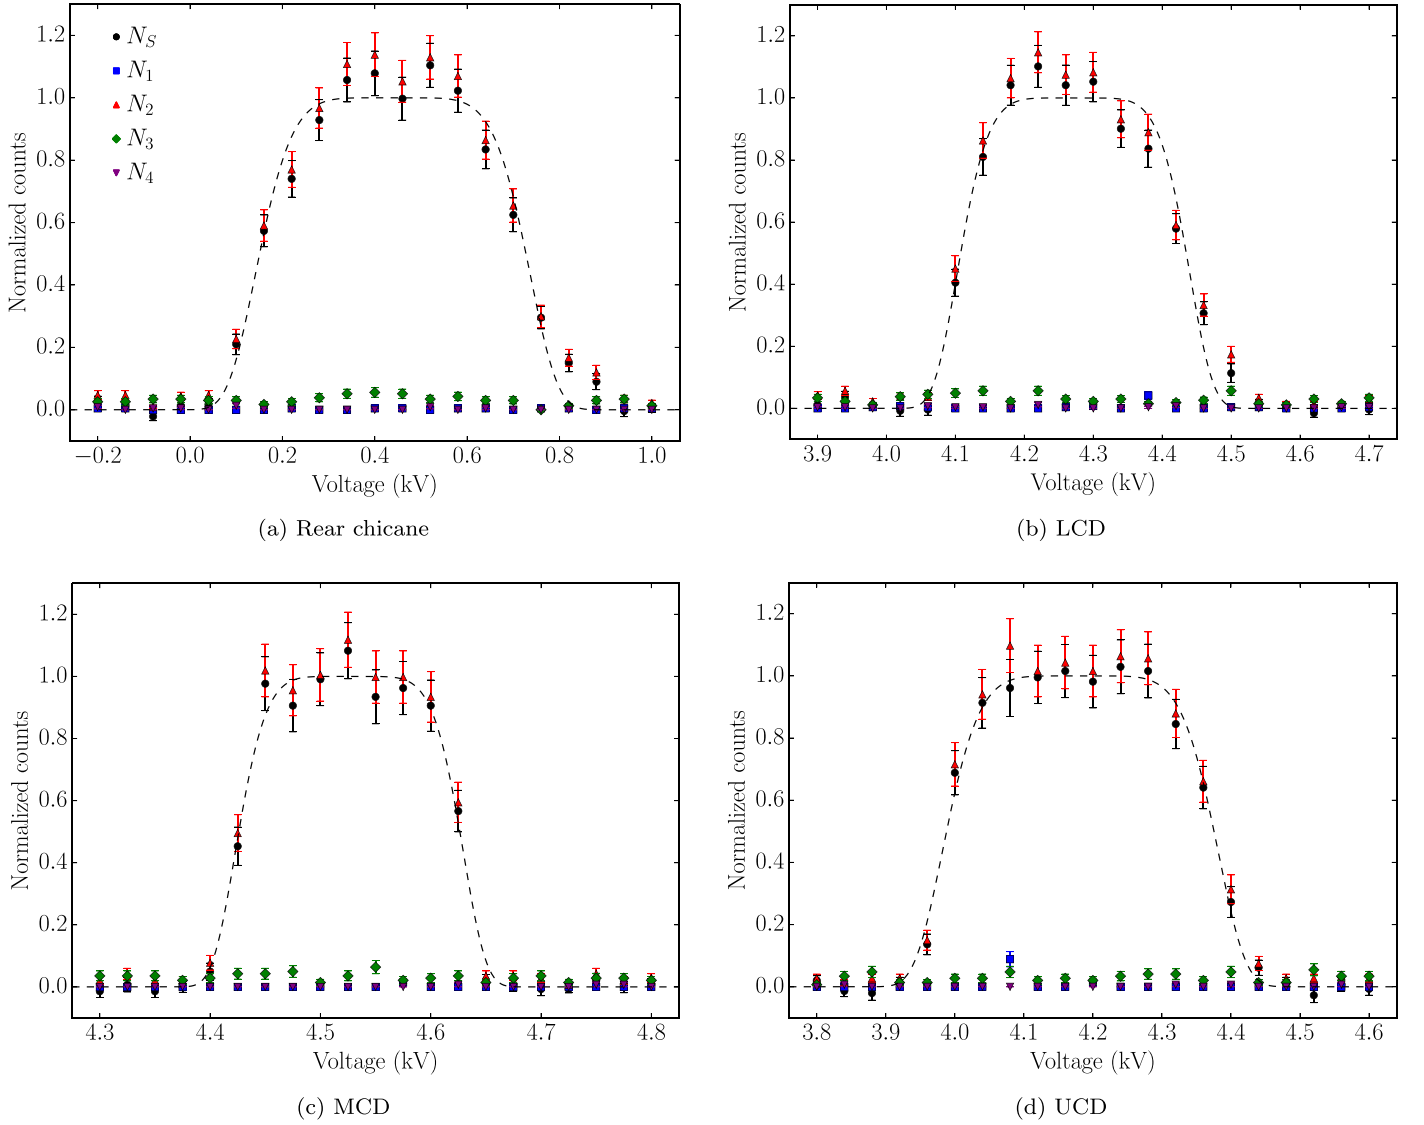 1.2
1.0
0.8
0.6
0.4
0.2
0.0
Normalized counts
N_S
N_1
N_2
N_3
N_4
−0.2 0.0 0.2 0.4 0.6 0.8 1.0
Voltage (kV)
(a) Rear chicane
1.2
1.0
0.8
0.6
0.4
0.2
0.0
Normalized counts
3.9 4.0 4.1 4.2 4.3 4.4 4.5 4.6 4.7
Voltage (kV)
(b) LCD
1.2
1.0
0.8
0.6
0.4
0.2
0.0
Normalized counts
4.3 4.4 4.5 4.6 4.7 4.8
Voltage (kV)
(c) MCD
1.2
1.0
0.8
0.6
0.4
0.2
0.0
Normalized counts
3.8 3.9 4.0 4.1 4.2 4.3 4.4 4.5 4.6
Voltage (kV)
(d) UCD